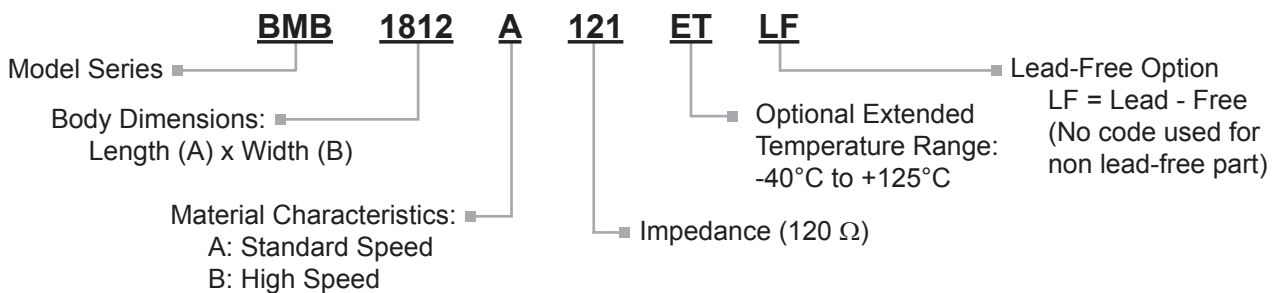 BMB 1812 A 121 ET LF
Model Series
Body Dimensions:
Length (A) x Width (B)
Material Characteristics:
A: Standard Speed
B: High Speed
Impedance (120 Ω)
Optional Extended
Temperature Range:
-40°C to +125°C
Lead-Free Option
LF = Lead - Free
(No code used for
non lead-free part)